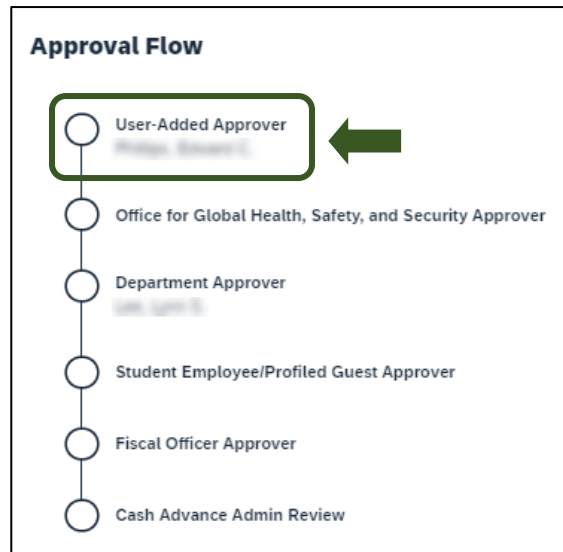 Approval Flow
User-Added Approver
Office for Global Health, Safety, and Security Approver
Department Approver
Student Employee/Profiled Guest Approver
Fiscal Officer Approver
Cash Advance Admin Review